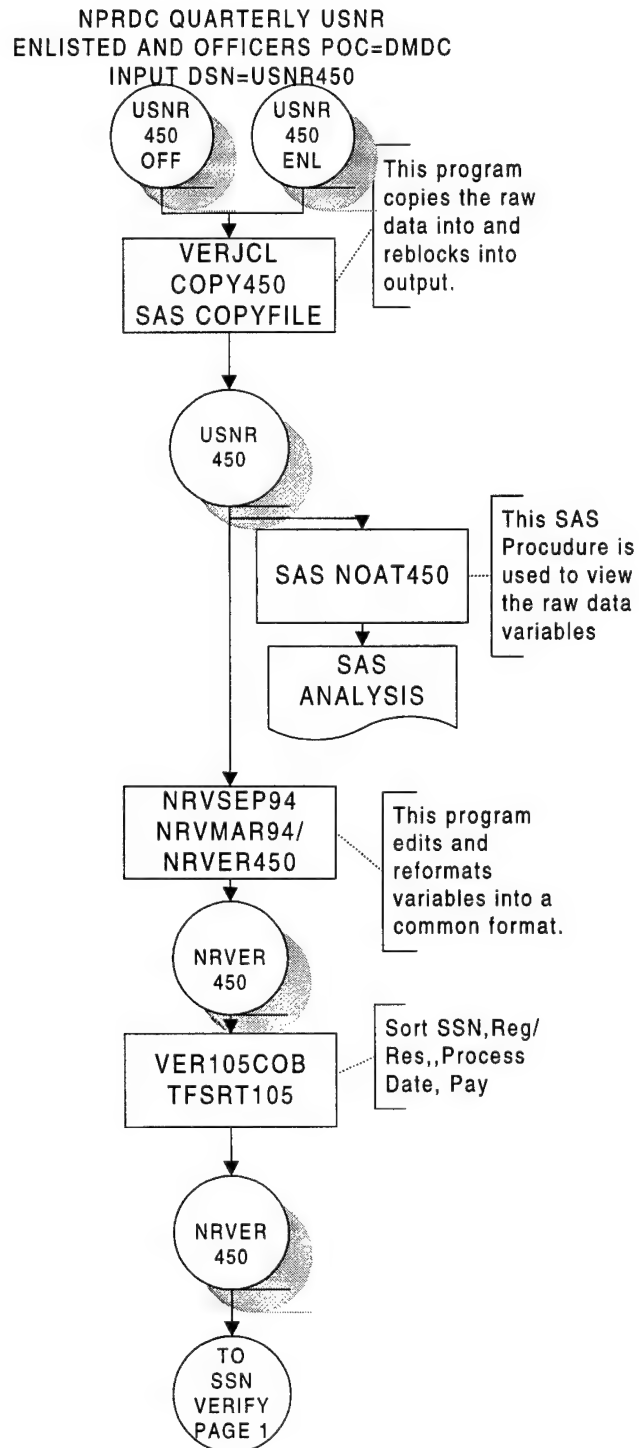 NPRDC QUARTERLY USNR
ENLISTED AND OFFICERS POC=DMDC
INPUT DSN=USNR450
USNR
450
OFF
USNR
450
ENL
This program
copies the raw
data into and
reblocks into
output.
VERJCL
COPY450
SAS COPYFILE
USNR
450
SAS NOAT450
This SAS
Procudure is
used to view
the raw data
variables
SAS
ANALYSIS
NRVSEP94
NRVMAR94/
NRVER450
This program
edits and
reformats
variables into a
common format.
NRVER
450
VER105COB
TFSRT105
Sort SSN,Reg/
Res,,Process
Date, Pay
NRVER
450
TO
SSN
VERIFY
PAGE 1